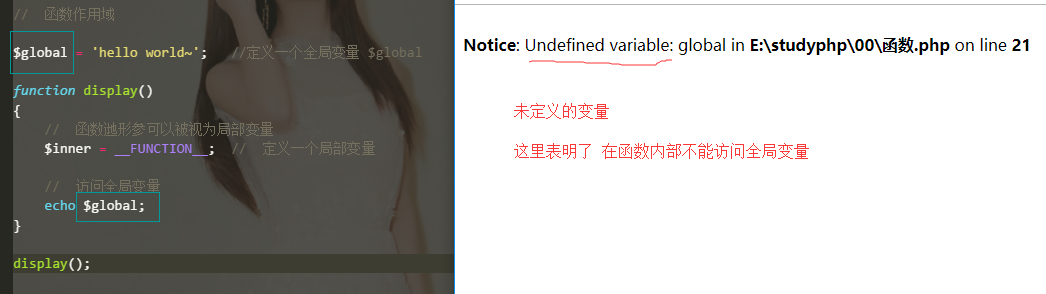 // 函数作用域
$global = 'hello world~'; //定义一个全局变量 $global
function display()
{
// 函数地形参可以被视为局部变量
$inner = __FUNCTION__; // 定义一个局部变量
// 访问全局变量
echo $global;
}
display();
Notice: Undefined variable: global in E:\studyphp\00\函数.php on line 21
未定义的变量
这里表明了 在函数内部不能访问全局变量